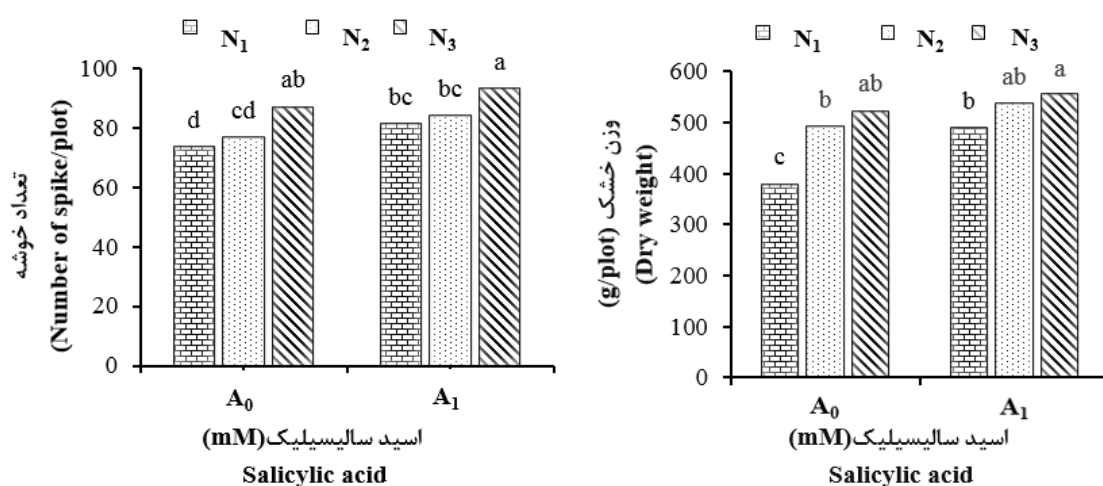 N1 N2 N3
100
80
60
40
20
0
d cd ab bc bc a
تعداد خوشه
(Number of spike/plot)
A0 A1
اسید سالیسیلیک(mM)
Salicylic acid
N1 N2 N3
600
500
400
300
200
100
0
c b ab b ab a
وزن خشک (g/plot)
(Dry weight)
A0 A1
اسید سالیسیلیک(mM)
Salicylic acid